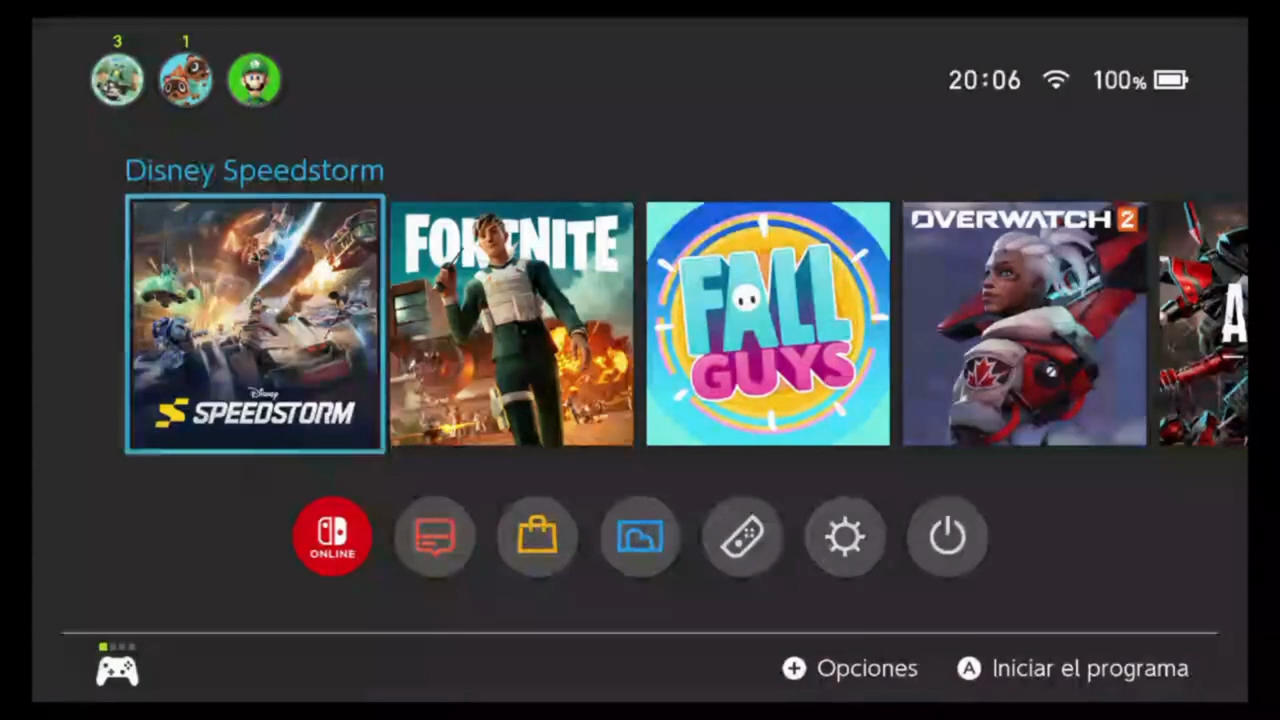 3
1
20:06
100%
Disney Speedstorm
Disney
SPEEDSTORM
FORTNITE
FALL
GUYS
OVERWATCH 2
A
ONLINE
+ Opciones
A Iniciar el programa